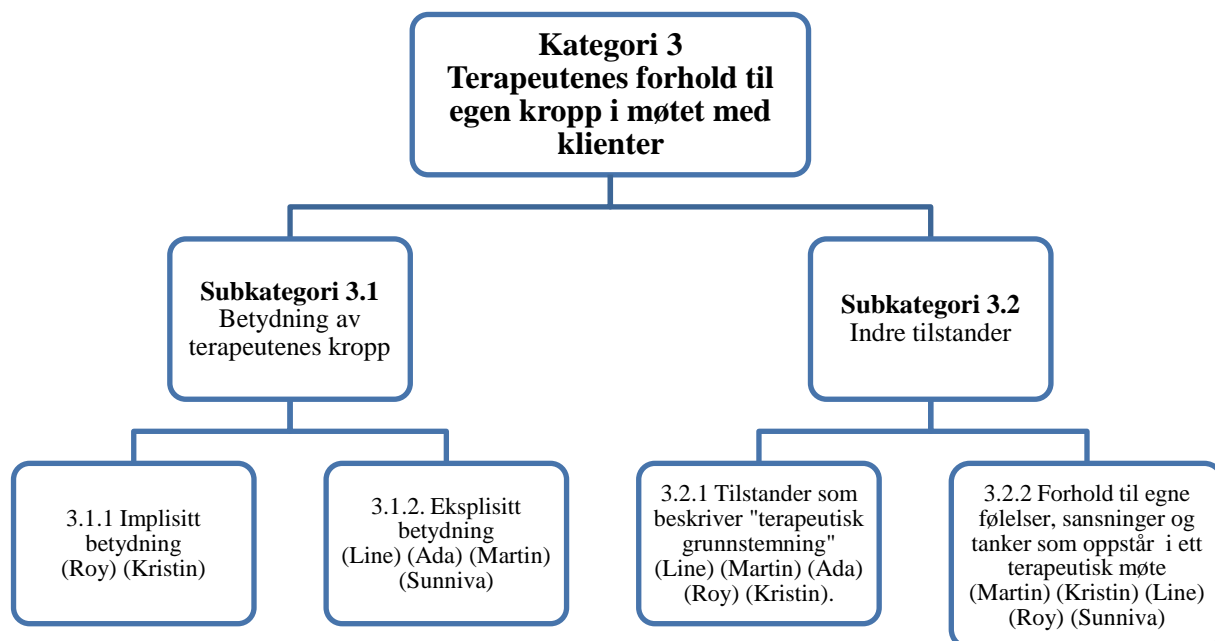 Kategori 3
Terapeutenes forhold til
egen kropp i møtet med
klienter
Subkategori 3.1
Betydning av
terapeutenes kropp
Subkategori 3.2
Indre tilstander
3.1.1 Implisitt
betydning
(Roy) (Kristin)
3.1.2. Eksplisitt
betydning
(Line) (Ada) (Martin)
(Sunniva)
3.2.1 Tilstander som
beskriver "terapeutisk
grunnstemning"
(Line) (Martin) (Ada)
(Roy) (Kristin).
3.2.2 Forhold til egne
følelser, sansninger og
tanker som oppstår i ett
terapeutisk møte
(Martin) (Kristin) (Line)
(Roy) (Sunniva)